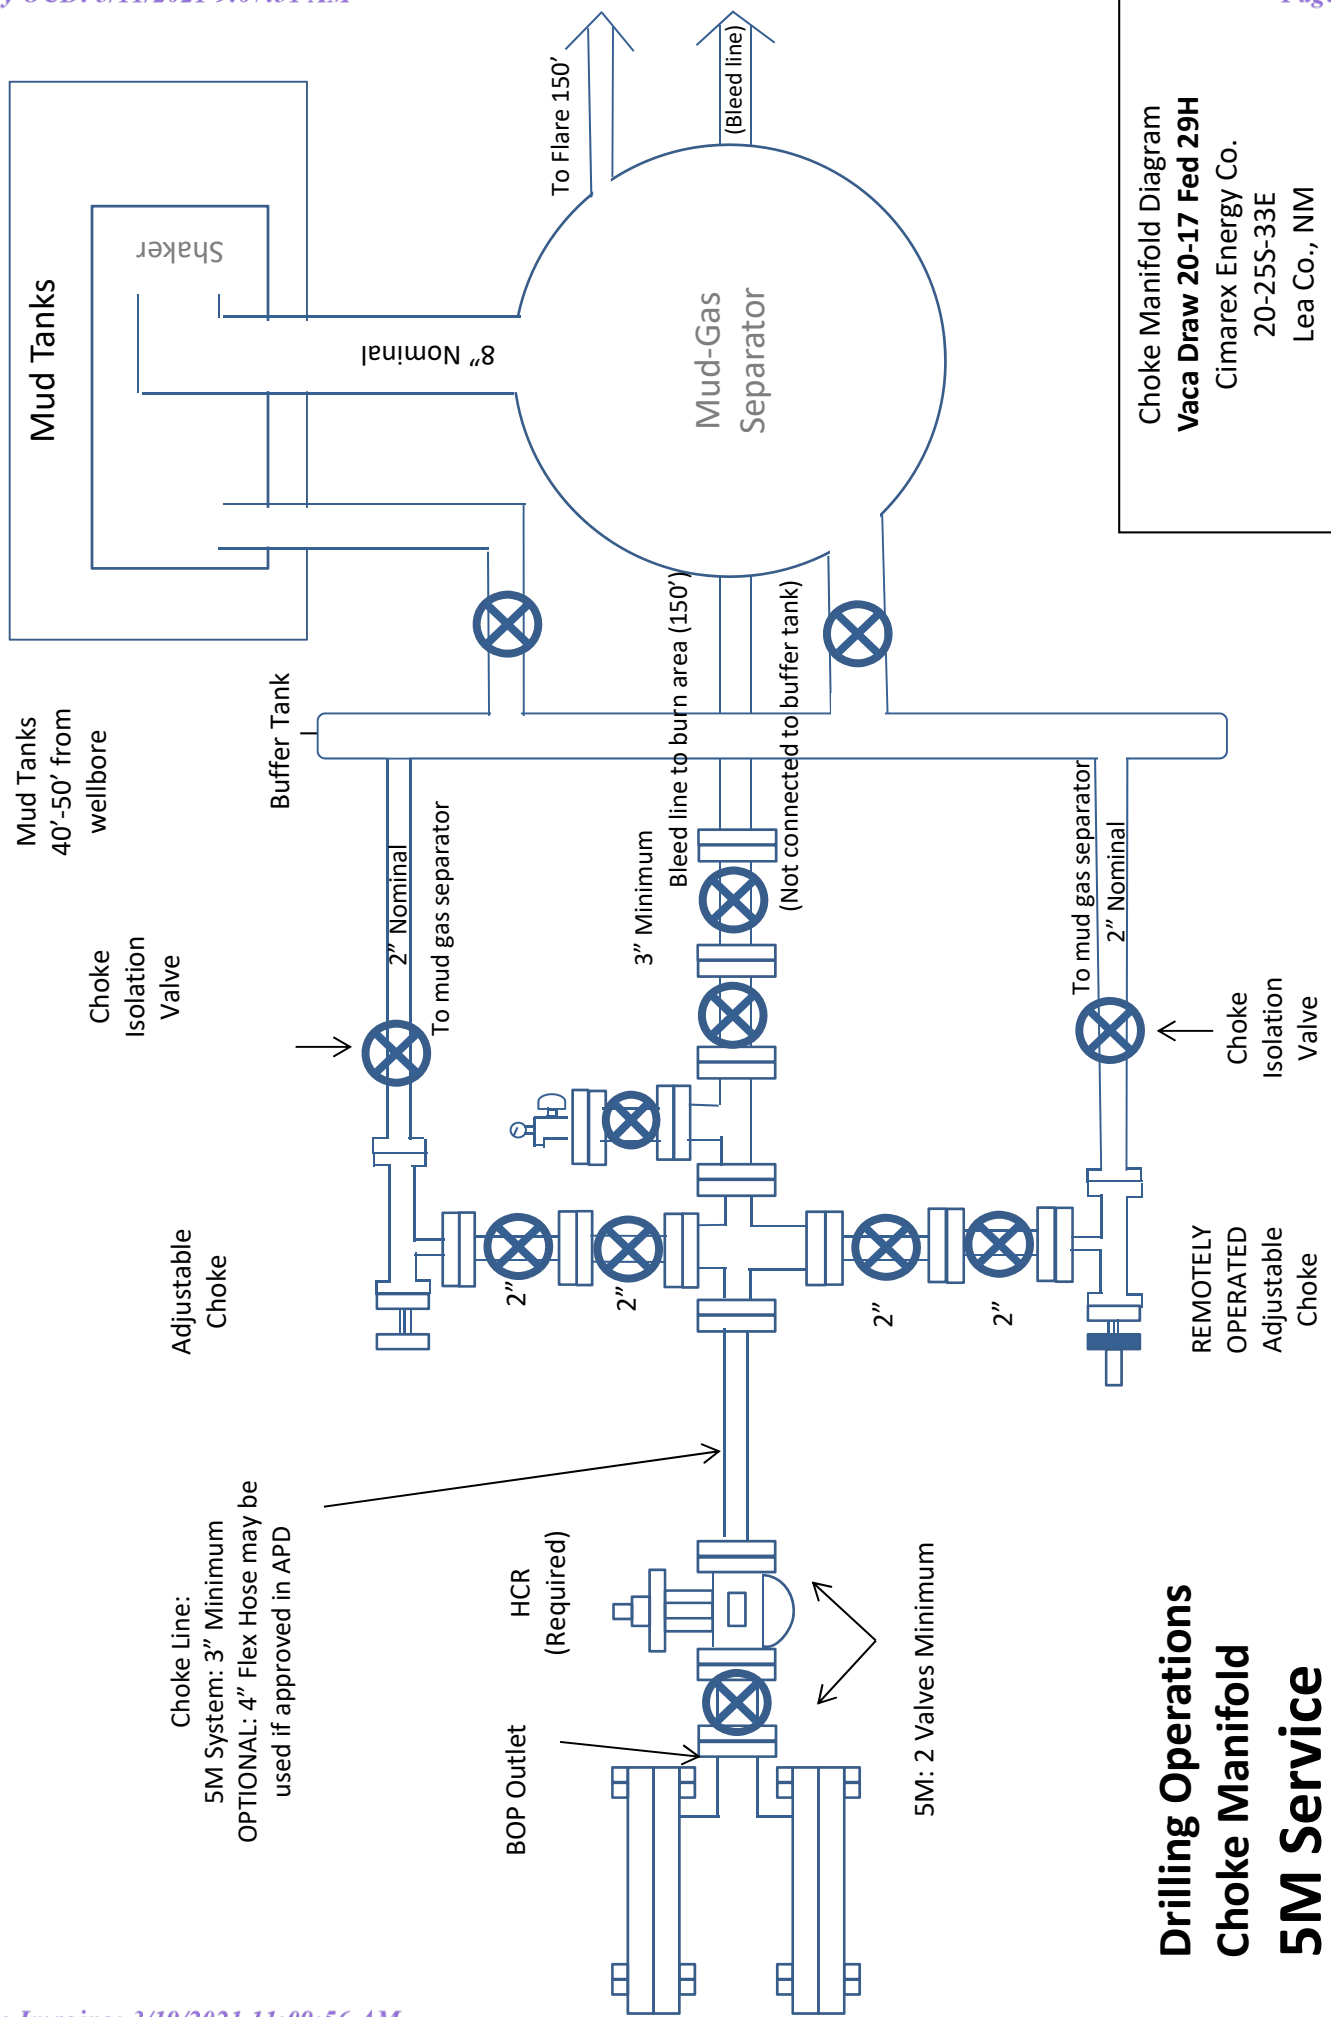 Mud Tanks
Shaker
8” Nominal
To Flare 150’
(Bleed line)
Mud-Gas
Separator
Choke Manifold Diagram
Vaca Draw 20-17 Fed 29H
Cimarex Energy Co.
20-25S-33E
Lea Co., NM
Mud Tanks
40’-50’ from
wellbore
Buffer Tank
Bleed line to burn area (150’)
(Not connected to buffer tank)
3” Minimum
Choke
Isolation
Valve
2” Nominal
To mud gas separator
To mud gas separator
2” Nominal
Choke
Isolation
Valve
Adjustable
Choke
2”
2”
2”
2”
REMOTELY
OPERATED
Adjustable
Choke
Choke Line:
5M System: 3” Minimum
OPTIONAL: 4” Flex Hose may be
used if approved in APD
HCR
(Required)
BOP Outlet
5M: 2 Valves Minimum
Drilling Operations
Choke Manifold
5M Service